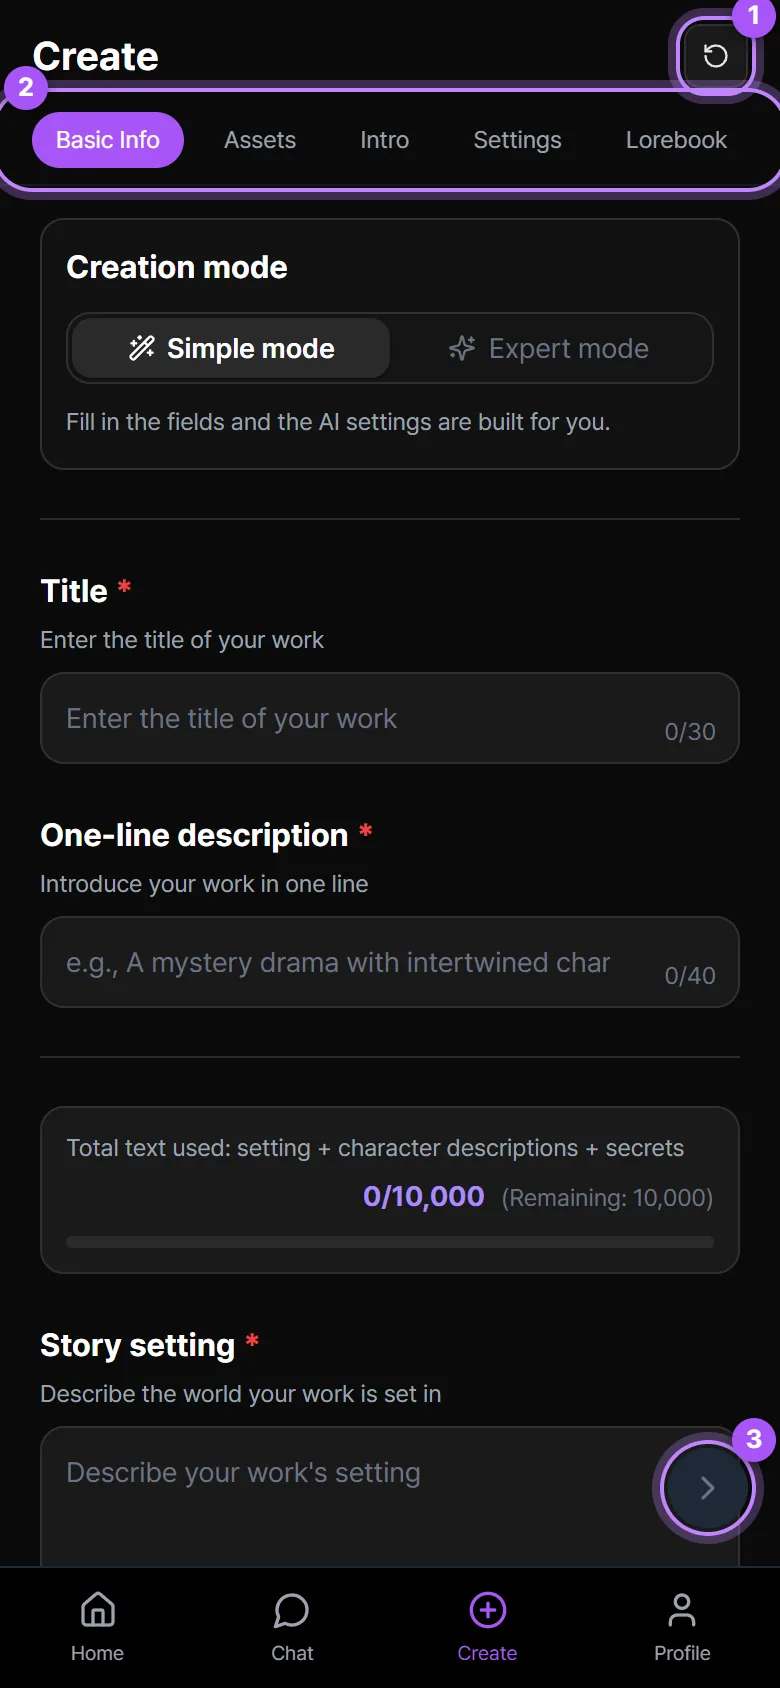 1
Create
2
Basic Info
Assets
Intro
Settings
Lorebook
Creation mode
Simple mode
Expert mode
Fill in the fields and the AI settings are built for you.
Title *
Enter the title of your work
Enter the title of your work
0/30
One-line description *
Introduce your work in one line
e.g., A mystery drama with intertwined char
0/40
Total text used: setting + character descriptions + secrets
0/10,000 (Remaining: 10,000)
Story setting *
Describe the world your work is set in
3
Describe your work's setting
Home
Chat
Create
Profile